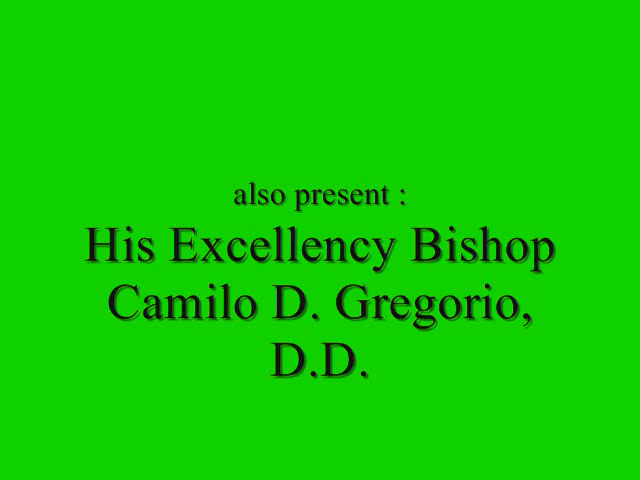 also present :
His Excellency Bishop
Camilo D. Gregorio,
D.D.